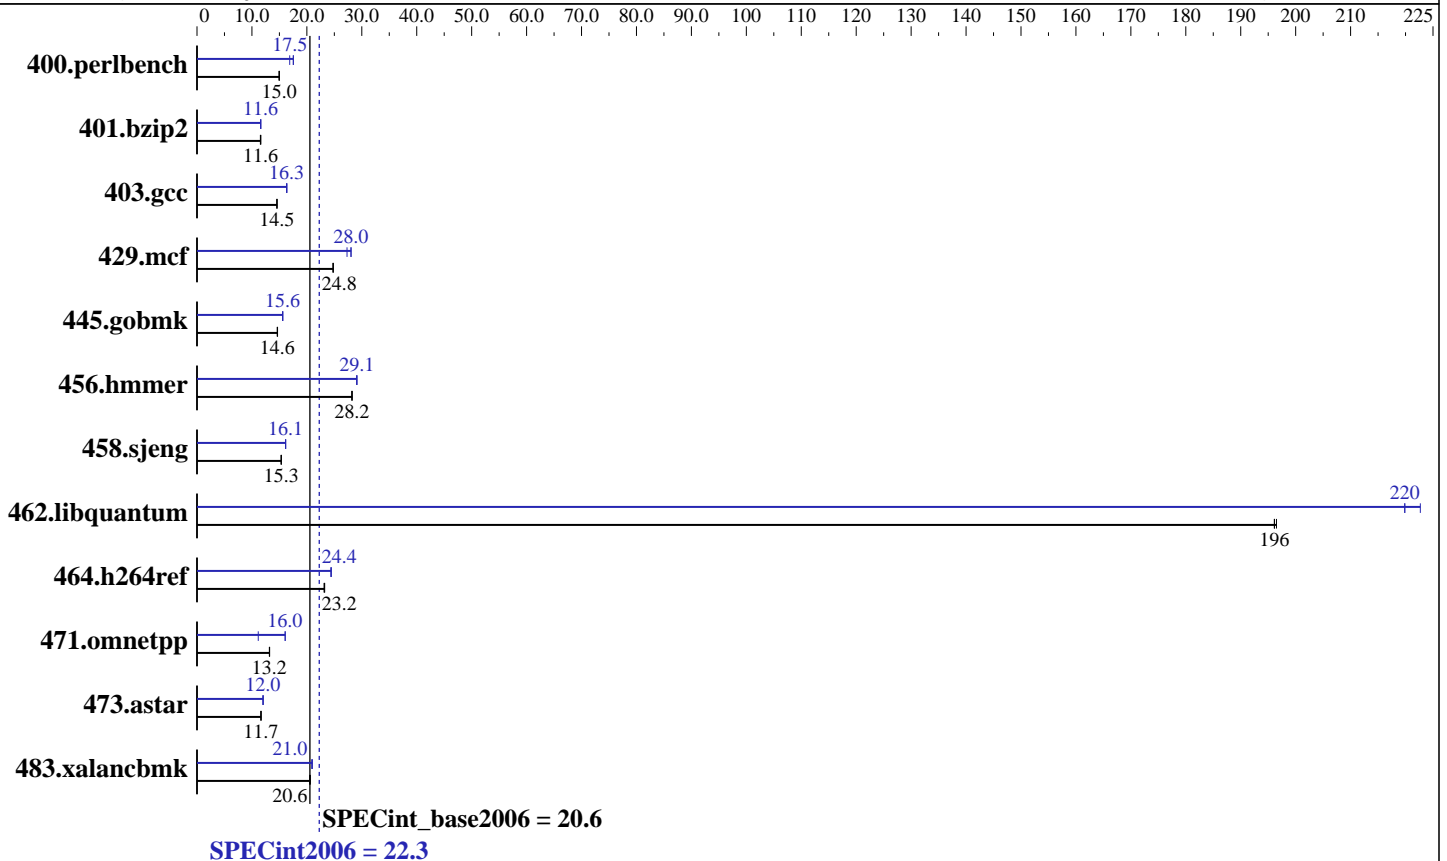 0 10.0 20.0 30.0 40.0 50.0 60.0 70.0 80.0 90.0 100 110 120 130 140 150 160 170 180 190 200 210 225
17.5
400.perlbench
15.0
11.6
401.bzip2
11.6
16.3
403.gcc
14.5
28.0
429.mcf
24.8
15.6
445.gobmk
14.6
29.1
456.hmmer
28.2
16.1
458.sjeng
15.3
220
462.libquantum
196
24.4
464.h264ref
23.2
16.0
471.omnetpp
13.2
12.0
473.astar
11.7
21.0
483.xalancbmk
20.6
SPECint_base2006 = 20.6
SPECint2006 = 22.3